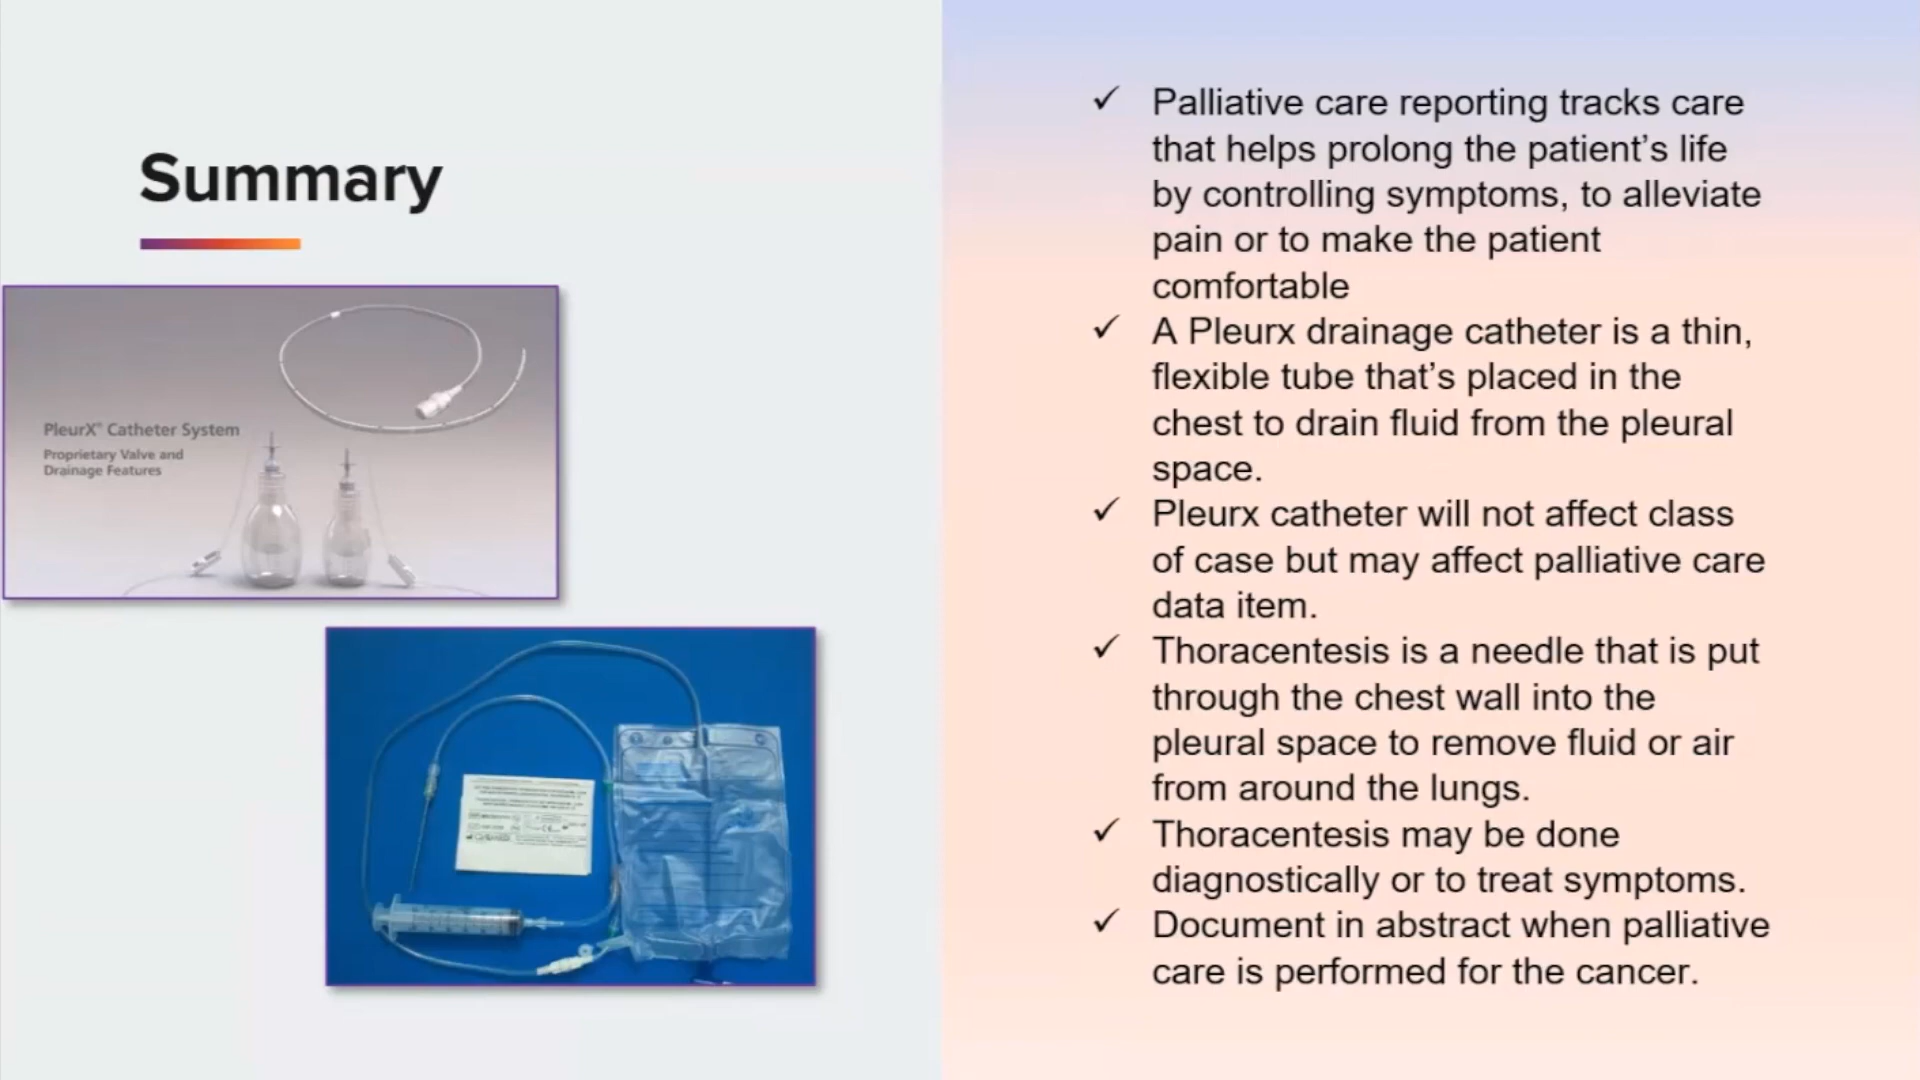 Summary
PleurX® Catheter System
Proprietary Valve and
Drainage Features
✓ Palliative care reporting tracks care
that helps prolong the patient’s life
by controlling symptoms, to alleviate
pain or to make the patient
comfortable
✓ A Pleurx drainage catheter is a thin,
flexible tube that’s placed in the
chest to drain fluid from the pleural
space.
✓ Pleurx catheter will not affect class
of case but may affect palliative care
data item.
✓ Thoracentesis is a needle that is put
through the chest wall into the
pleural space to remove fluid or air
from around the lungs.
✓ Thoracentesis may be done
diagnostically or to treat symptoms.
✓ Document in abstract when palliative
care is performed for the cancer.